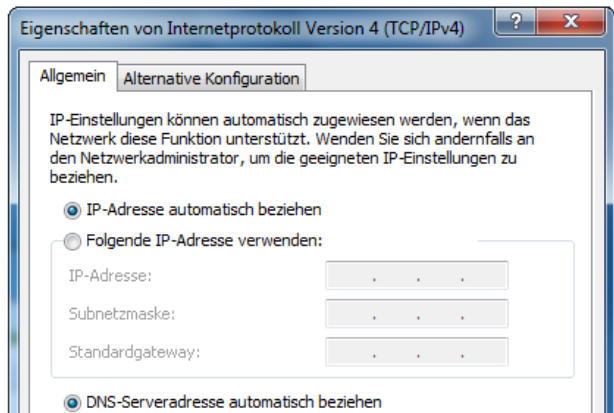 Eigenschaften von Internetprotokoll Version 4 (TCP/IPv4)
?
Allgemein
Alternative Konfiguration
IP-Einstellungen können automatisch zugewiesen werden, wenn das
Netzwerk diese Funktion unterstützt. Wenden Sie sich andernfalls an
den Netzwerkadministrator, um die geeigneten IP-Einstellungen zu
beziehen.
IP-Adresse automatisch beziehen
Folgende IP-Adresse verwenden:
IP-Adresse:
. . .
Subnetzmaske:
. . .
Standardgateway:
. . .
DNS-Serveradresse automatisch beziehen